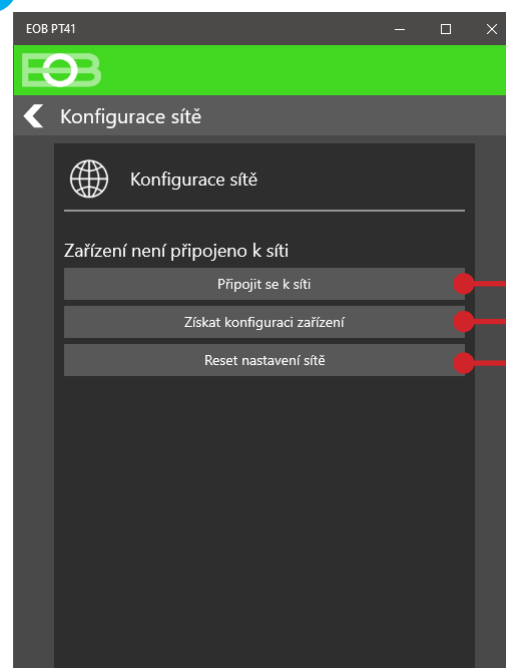 EOB PT41
EOB
Konfigurace sítě
Konfigurace sítě
Zařízení není připojeno k síti
Připojit se k síti
Získat konfiguraci zařízení
Reset nastavení sítě